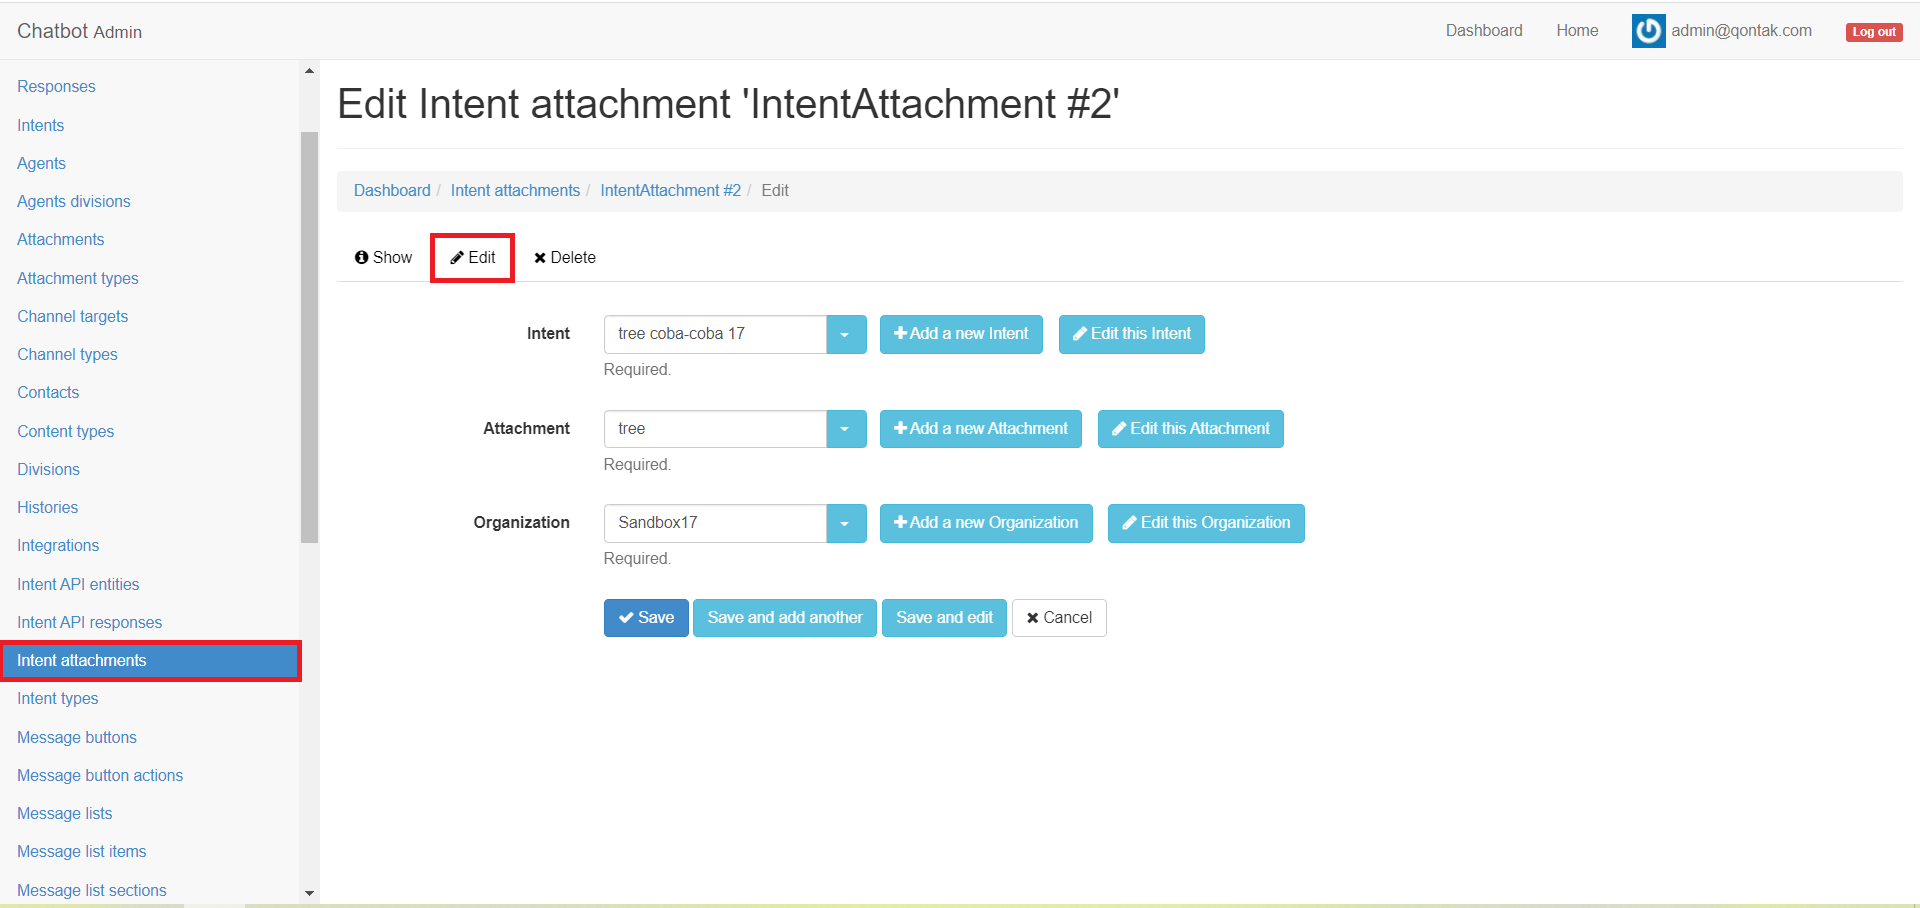 Chatbot Admin
Dashboard
Home
admin@qontak.com
Log out
Responses
Intents
Agents
Agents divisions
Attachments
Attachment types
Channel targets
Channel types
Contacts
Content types
Divisions
Histories
Integrations
Intent API entities
Intent API responses
Intent attachments
Intent types
Message buttons
Message button actions
Message lists
Message list items
Message list sections
Edit Intent attachment 'IntentAttachment #2'
Dashboard / Intent attachments / IntentAttachment #2 / Edit
Show Edit Delete
Intent tree coba-coba 17 Add a new Intent Edit this Intent
Required.
Attachment tree Add a new Attachment Edit this Attachment
Required.
Organization Sandbox17 Add a new Organization Edit this Organization
Required.
Save Save and add another Save and edit Cancel